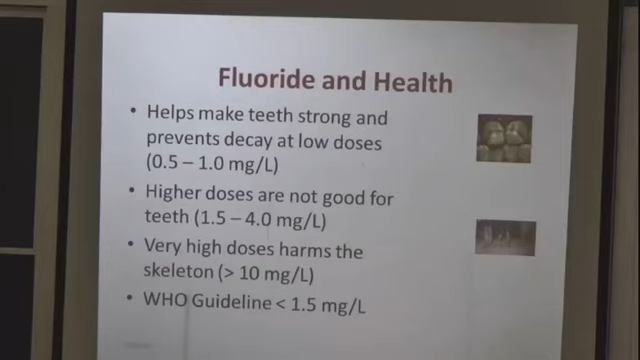 Fluoride and Health
• Helps make teeth strong and
prevents decay at low doses
(0.5 – 1.0 mg/L)
• Higher doses are not good for
teeth (1.5 – 4.0 mg/L)
• Very high doses harms the
skeleton (> 10 mg/L)
• WHO Guideline < 1.5 mg/L